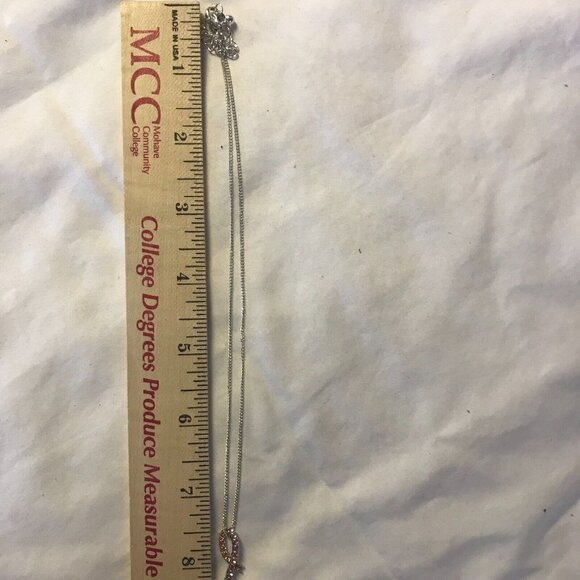 MADE IN USA
MCC
Mohave
Community
College
College Degrees Produce Measurable
1
2
3
4
5
6
7
8